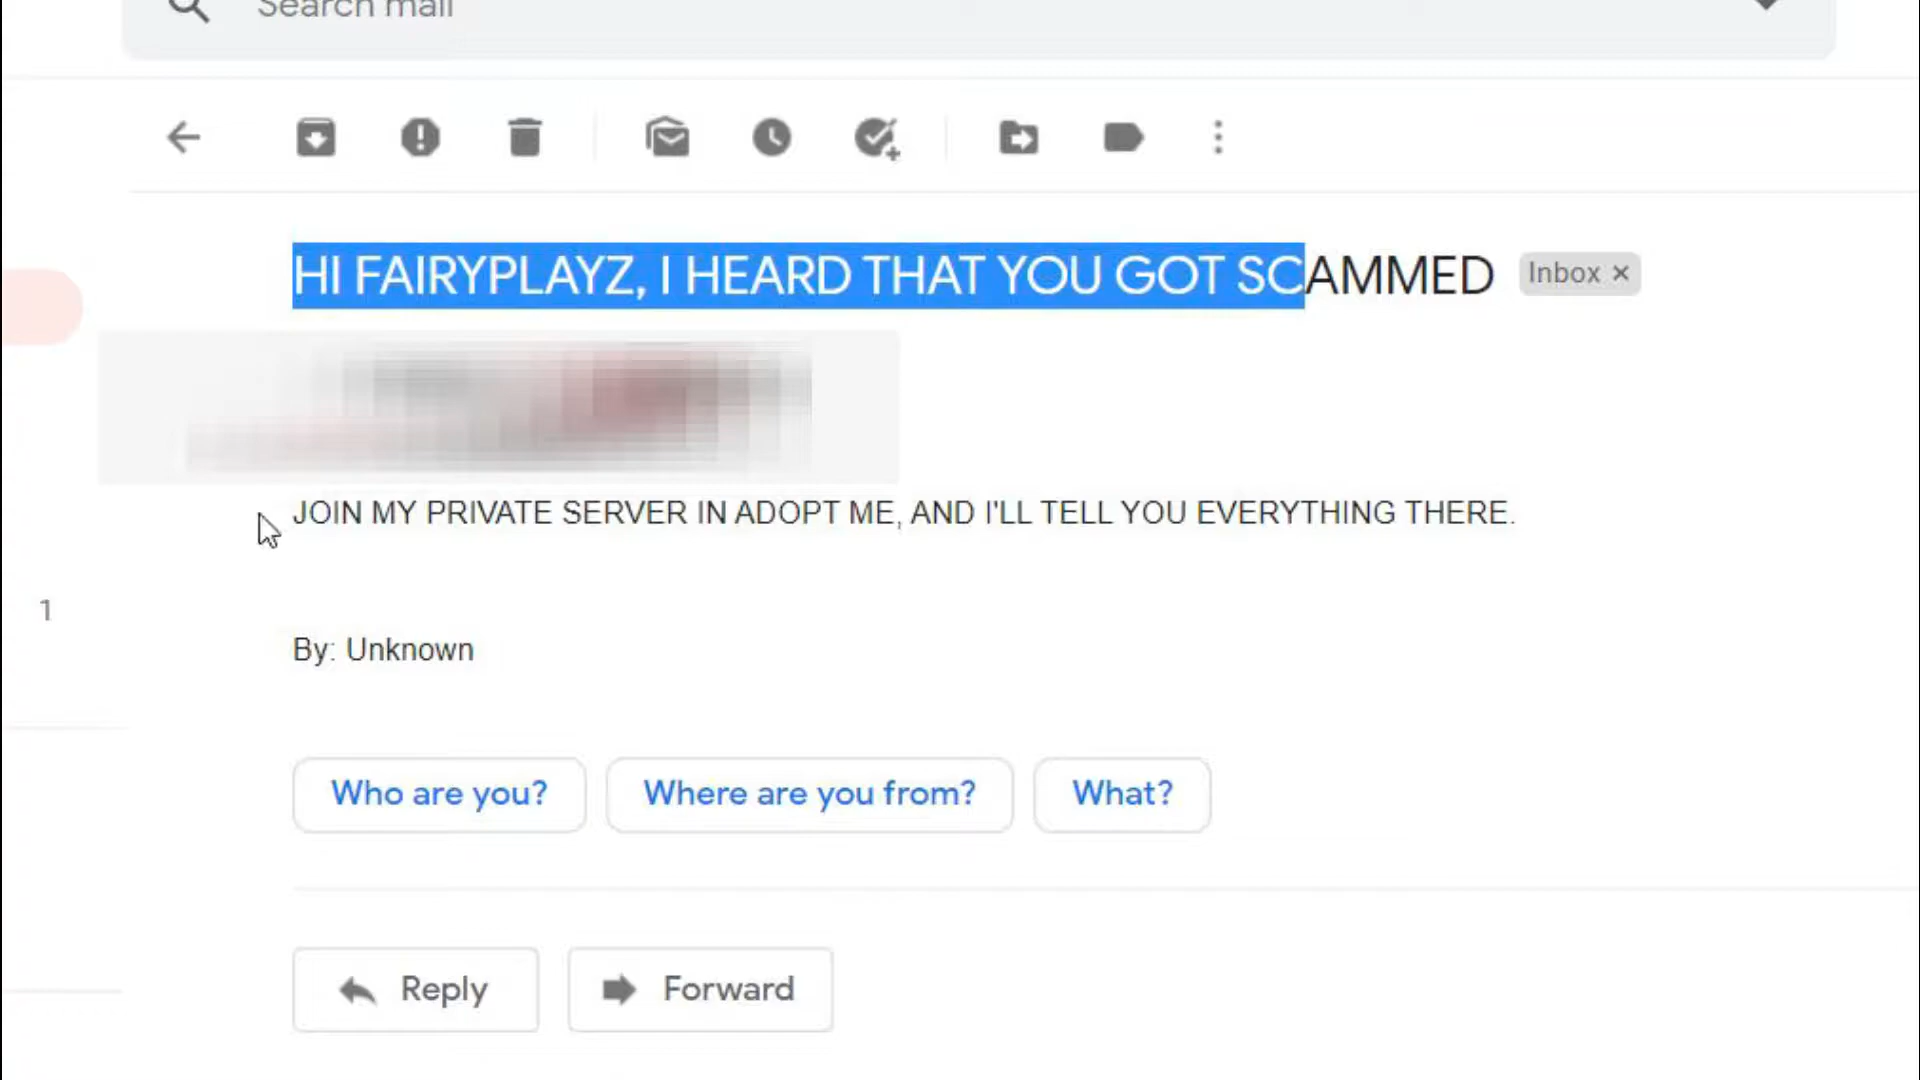 Search mail
HI FAIRYPLAYZ, I HEARD THAT YOU GOT SCAMMED Inbox ×
JOIN MY PRIVATE SERVER IN ADOPT ME, AND I'LL TELL YOU EVERYTHING THERE.
1
By: Unknown
Who are you? Where are you from? What?
Reply Forward